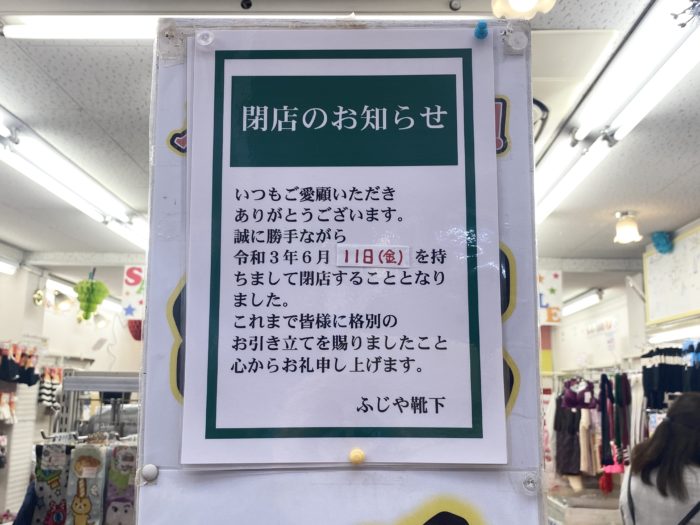 閉店のお知らせ
いつもご愛顧いただき
ありがとうございます。
誠に勝手ながら
令和3年6月 11日(金) を持
ちまして閉店することとなり
ました。
これまで皆様に格別の
お引き立てを賜りましたこと
心からお礼申し上げます。
ふじや靴下